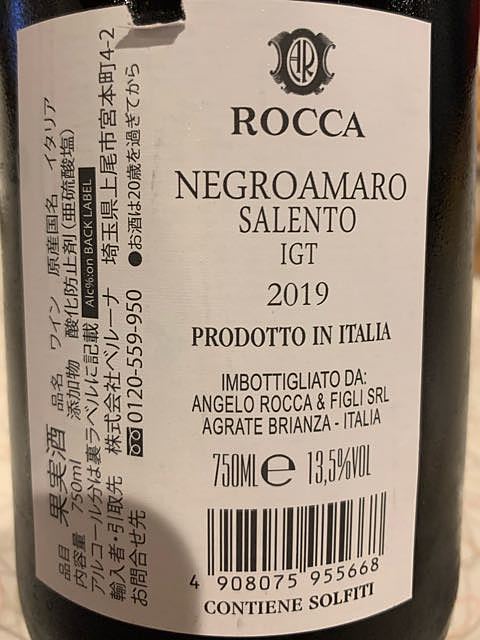 AR
ROCCA
NEGROAMARO
SALENTO
IGT
2019
PRODOTTO IN ITALIA
IMBOTTIGLIATO DA:
ANGELO ROCCA & FIGLI SRL
AGRATE BRIANZA - ITALIA
750ML e 13,5%VOL
4 908075 955668
CONTIENE SOLFITI
品目 果実酒 品名 ワイン 原産国名 イタリア
内容量 750ml 添加物 酸化防止剤(亜硫酸塩)
アルコール分は裏ラベルに記載 Alc%:on BACK LABEL
輸入者・引取先 株式会社ベルーナ 埼玉県上尾市宮本町4-2
お問合せ先 0120-559-950 ●お酒は20歳を過ぎてから